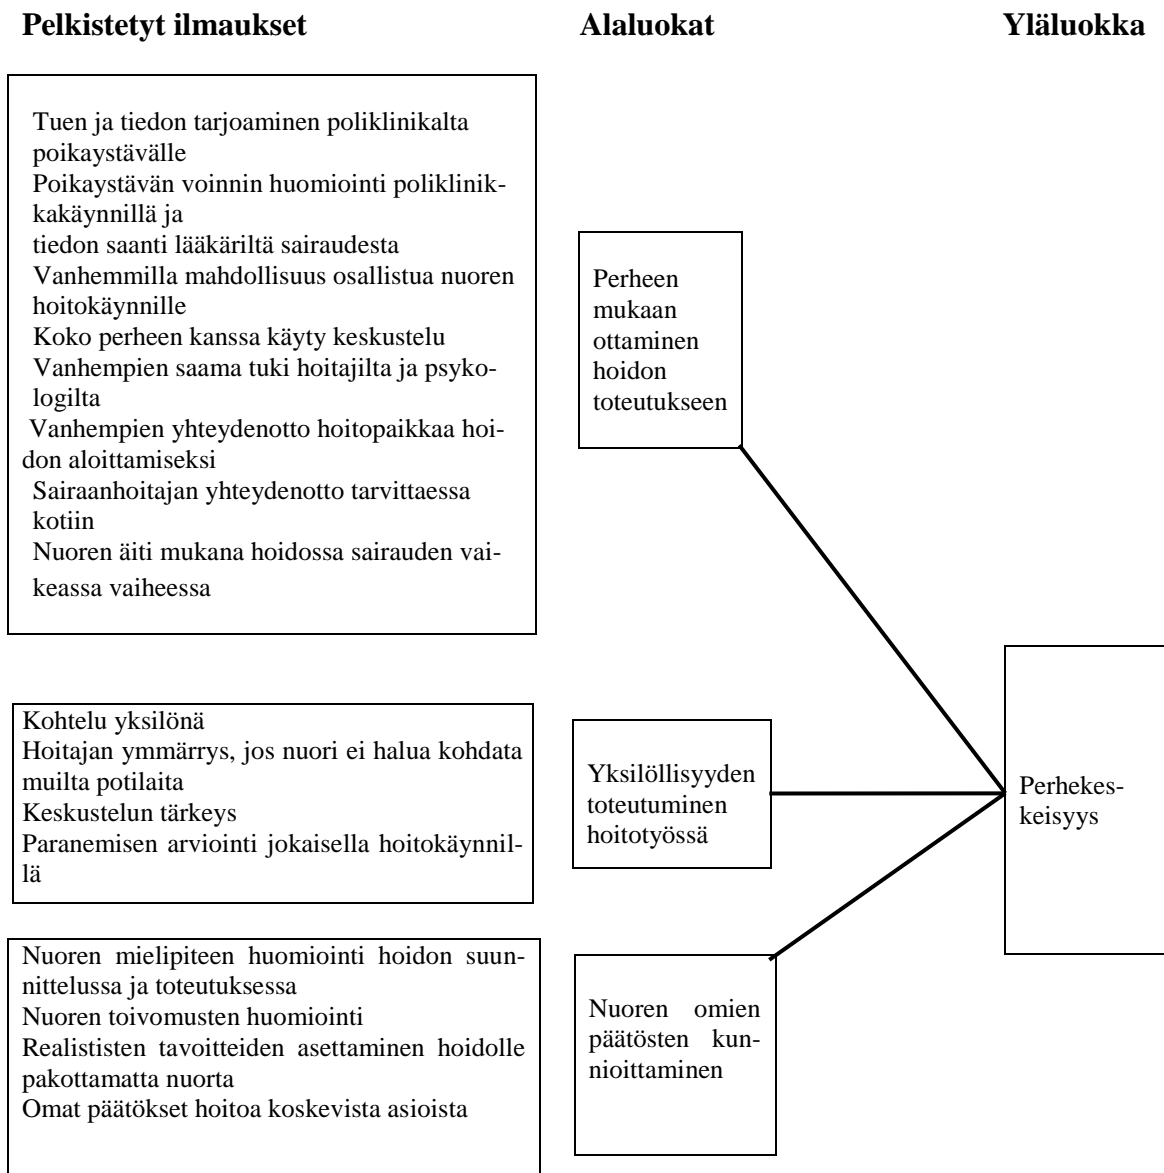 Pelkistetyt ilmaukset
Alaluokat
Yläluokka
Tuen ja tiedon tarjoaminen poliklinikalta
poikaystävälle
Poikaystävän voinnin huomiointi poliklinik-
kakäynnillä ja
tiedon saanti lääkäriltä sairaudesta
Vanhemmilla mahdollisuus osallistua nuoren
hoitokäynnille
Koko perheen kanssa käyty keskustelu
Vanhempien saama tuki hoitajilta ja psyko-
logilta
Vanhempien yhteydenotto hoitopaikkaa hoi-
don aloittamiseksi
Sairaanhoitajan yhteydenotto tarvittaessa
kotiin
Nuoren äiti mukana hoidossa sairauden vai-
keassa vaiheessa
Perheen
mukaan
ottaminen
hoidon
toteutukseen
Kohtelu yksilönä
Hoitajan ymmärrys, jos nuori ei halua kohdata
muilta potilaita
Keskustelun tärkeys
Paranemisen arviointi jokaisella hoitokäynnil-
lä
Yksilöllisyyden
toteutuminen
hoitotyössä
Perhekes-
keisyys
Nuoren mielipiteen huomiointi hoidon suun-
nittelussa ja toteutuksessa
Nuoren toivomusten huomiointi
Realististen tavoitteiden asettaminen hoidolle
pakottamatta nuorta
Omat päätökset hoitoa koskevista asioista
Nuoren omien
päätösten kun-
nioittaminen